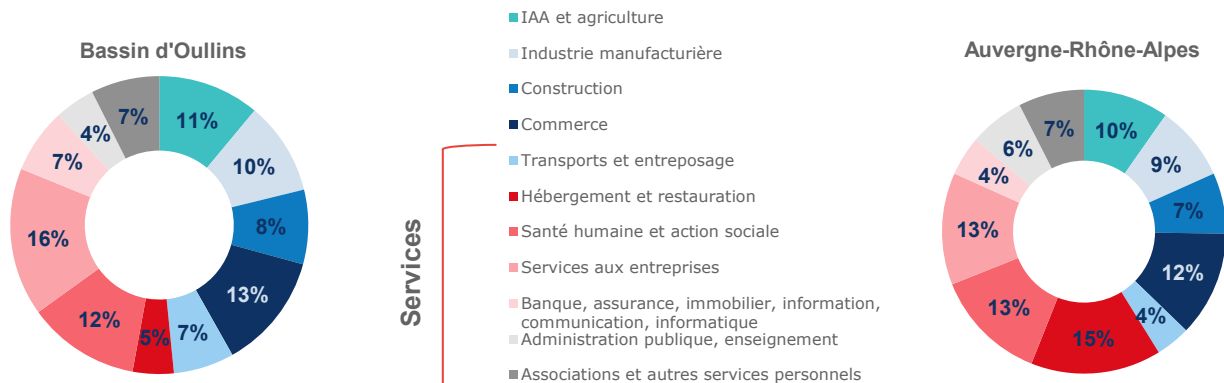 Bassin d'Oullins
11%
10%
8%
13%
7%
5%
12%
16%
7%
4%
7%
Services
IAA et agriculture
Industrie manufacturière
Construction
Commerce
Transports et entreposage
Hébergement et restauration
Santé humaine et action sociale
Services aux entreprises
Banque, assurance, immobilier, information,
communication, informatique
Administration publique, enseignement
Associations et autres services personnels
Auvergne-Rhône-Alpes
10%
9%
7%
12%
4%
15%
13%
13%
4%
6%
7%